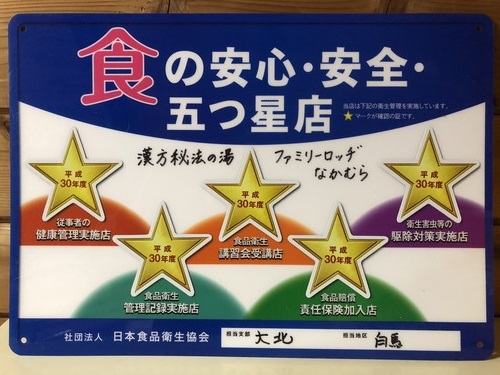 食の安心・安全・
五つ星店
当店は下記の衛生管理を実施しています。
★マークが確認の証です。
漢方秘法の湯 ファミリーロッヂ
なかむら
平成
30年度
従事者の
健康管理実施店
平成
30年度
食品衛生
管理記録実施店
平成
30年度
食品衛生
講習会受講店
平成
30年度
食品賠償
責任保険加入店
平成
30年度
衛生害虫等の
駆除対策実施店
社団法人 日本食品衛生協会
担当支部 大北
担当地区 白馬